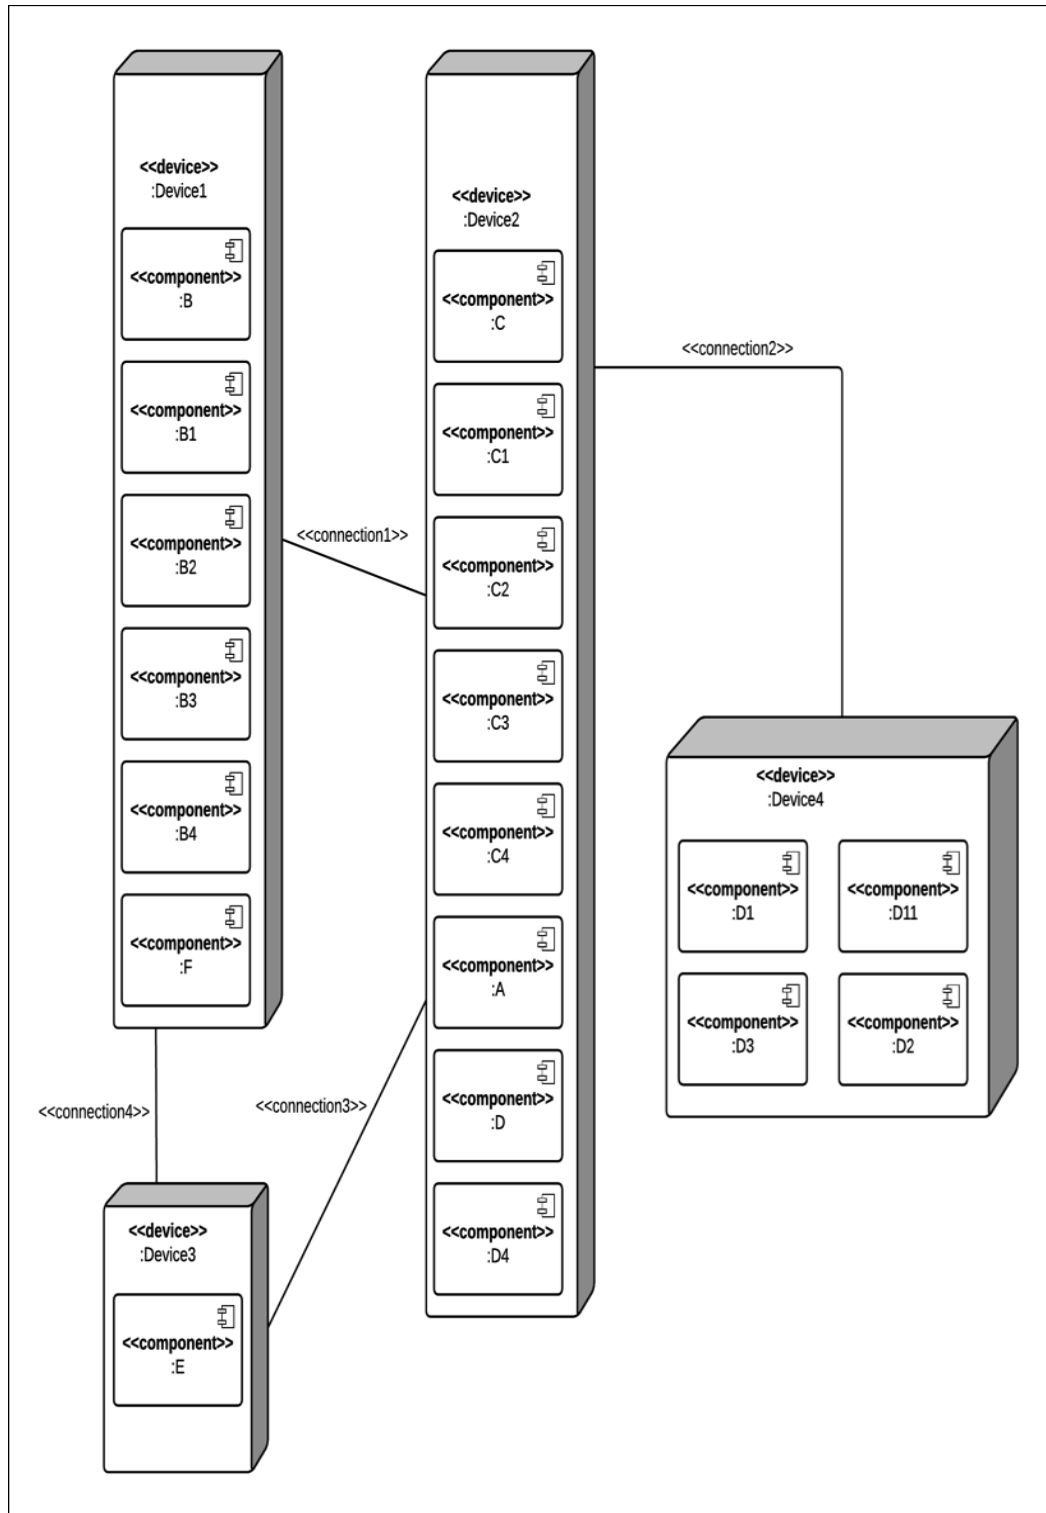 <<device>>
:Device1
<<component>>
:B
<<component>>
:B1
<<component>>
:B2
<<component>>
:B3
<<component>>
:B4
<<component>>
:F
<<connection1>>
<<device>>
:Device2
<<component>>
:C
<<component>>
:C1
<<component>>
:C2
<<component>>
:C3
<<component>>
:C4
<<component>>
:A
<<component>>
:D
<<component>>
:D4
<<connection2>>
<<device>>
:Device4
<<component>>
:D1
<<component>>
:D11
<<component>>
:D3
<<component>>
:D2
<<connection4>>
<<connection3>>
<<device>>
:Device3
<<component>>
:E